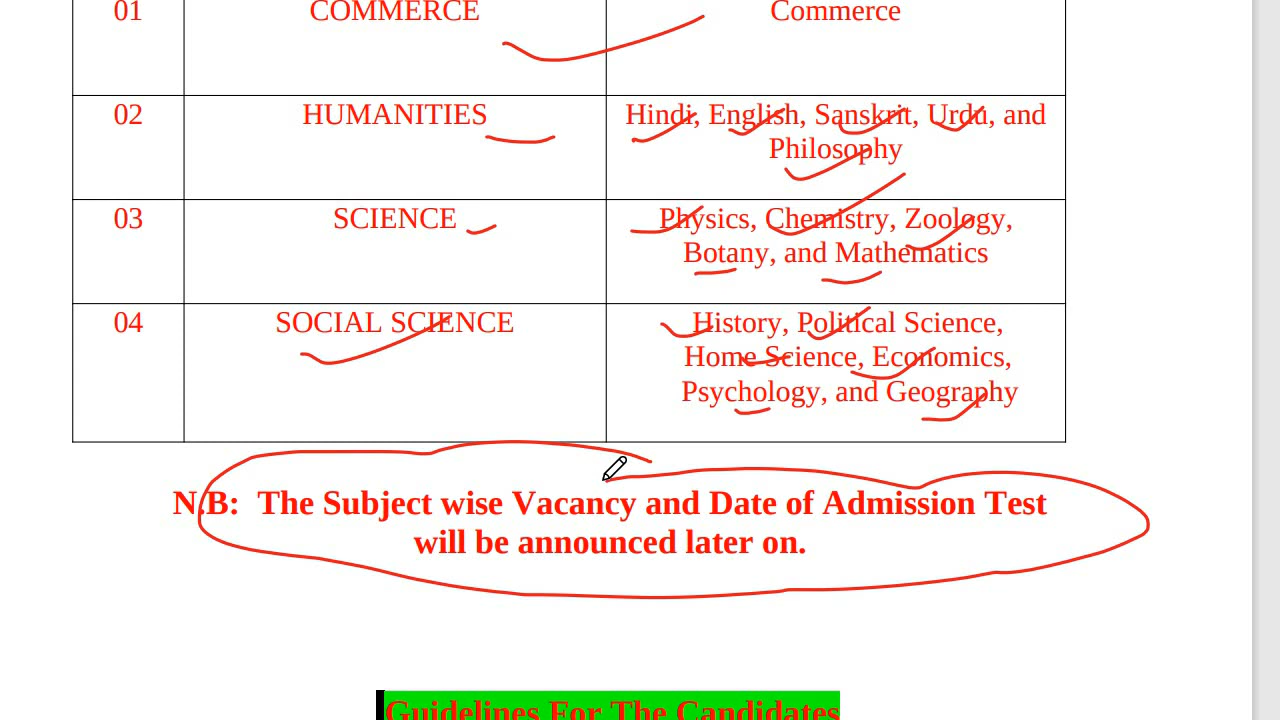 01 COMMERCE Commerce
02 HUMANITIES Hindi, English, Sanskrit, Urdu, and
Philosophy
03 SCIENCE Physics, Chemistry, Zoology,
Botany, and Mathematics
04 SOCIAL SCIENCE History, Political Science,
Home Science, Economics,
Psychology, and Geography
N.B: The Subject wise Vacancy and Date of Admission Test
will be announced later on.
Guidelines For The Candidates